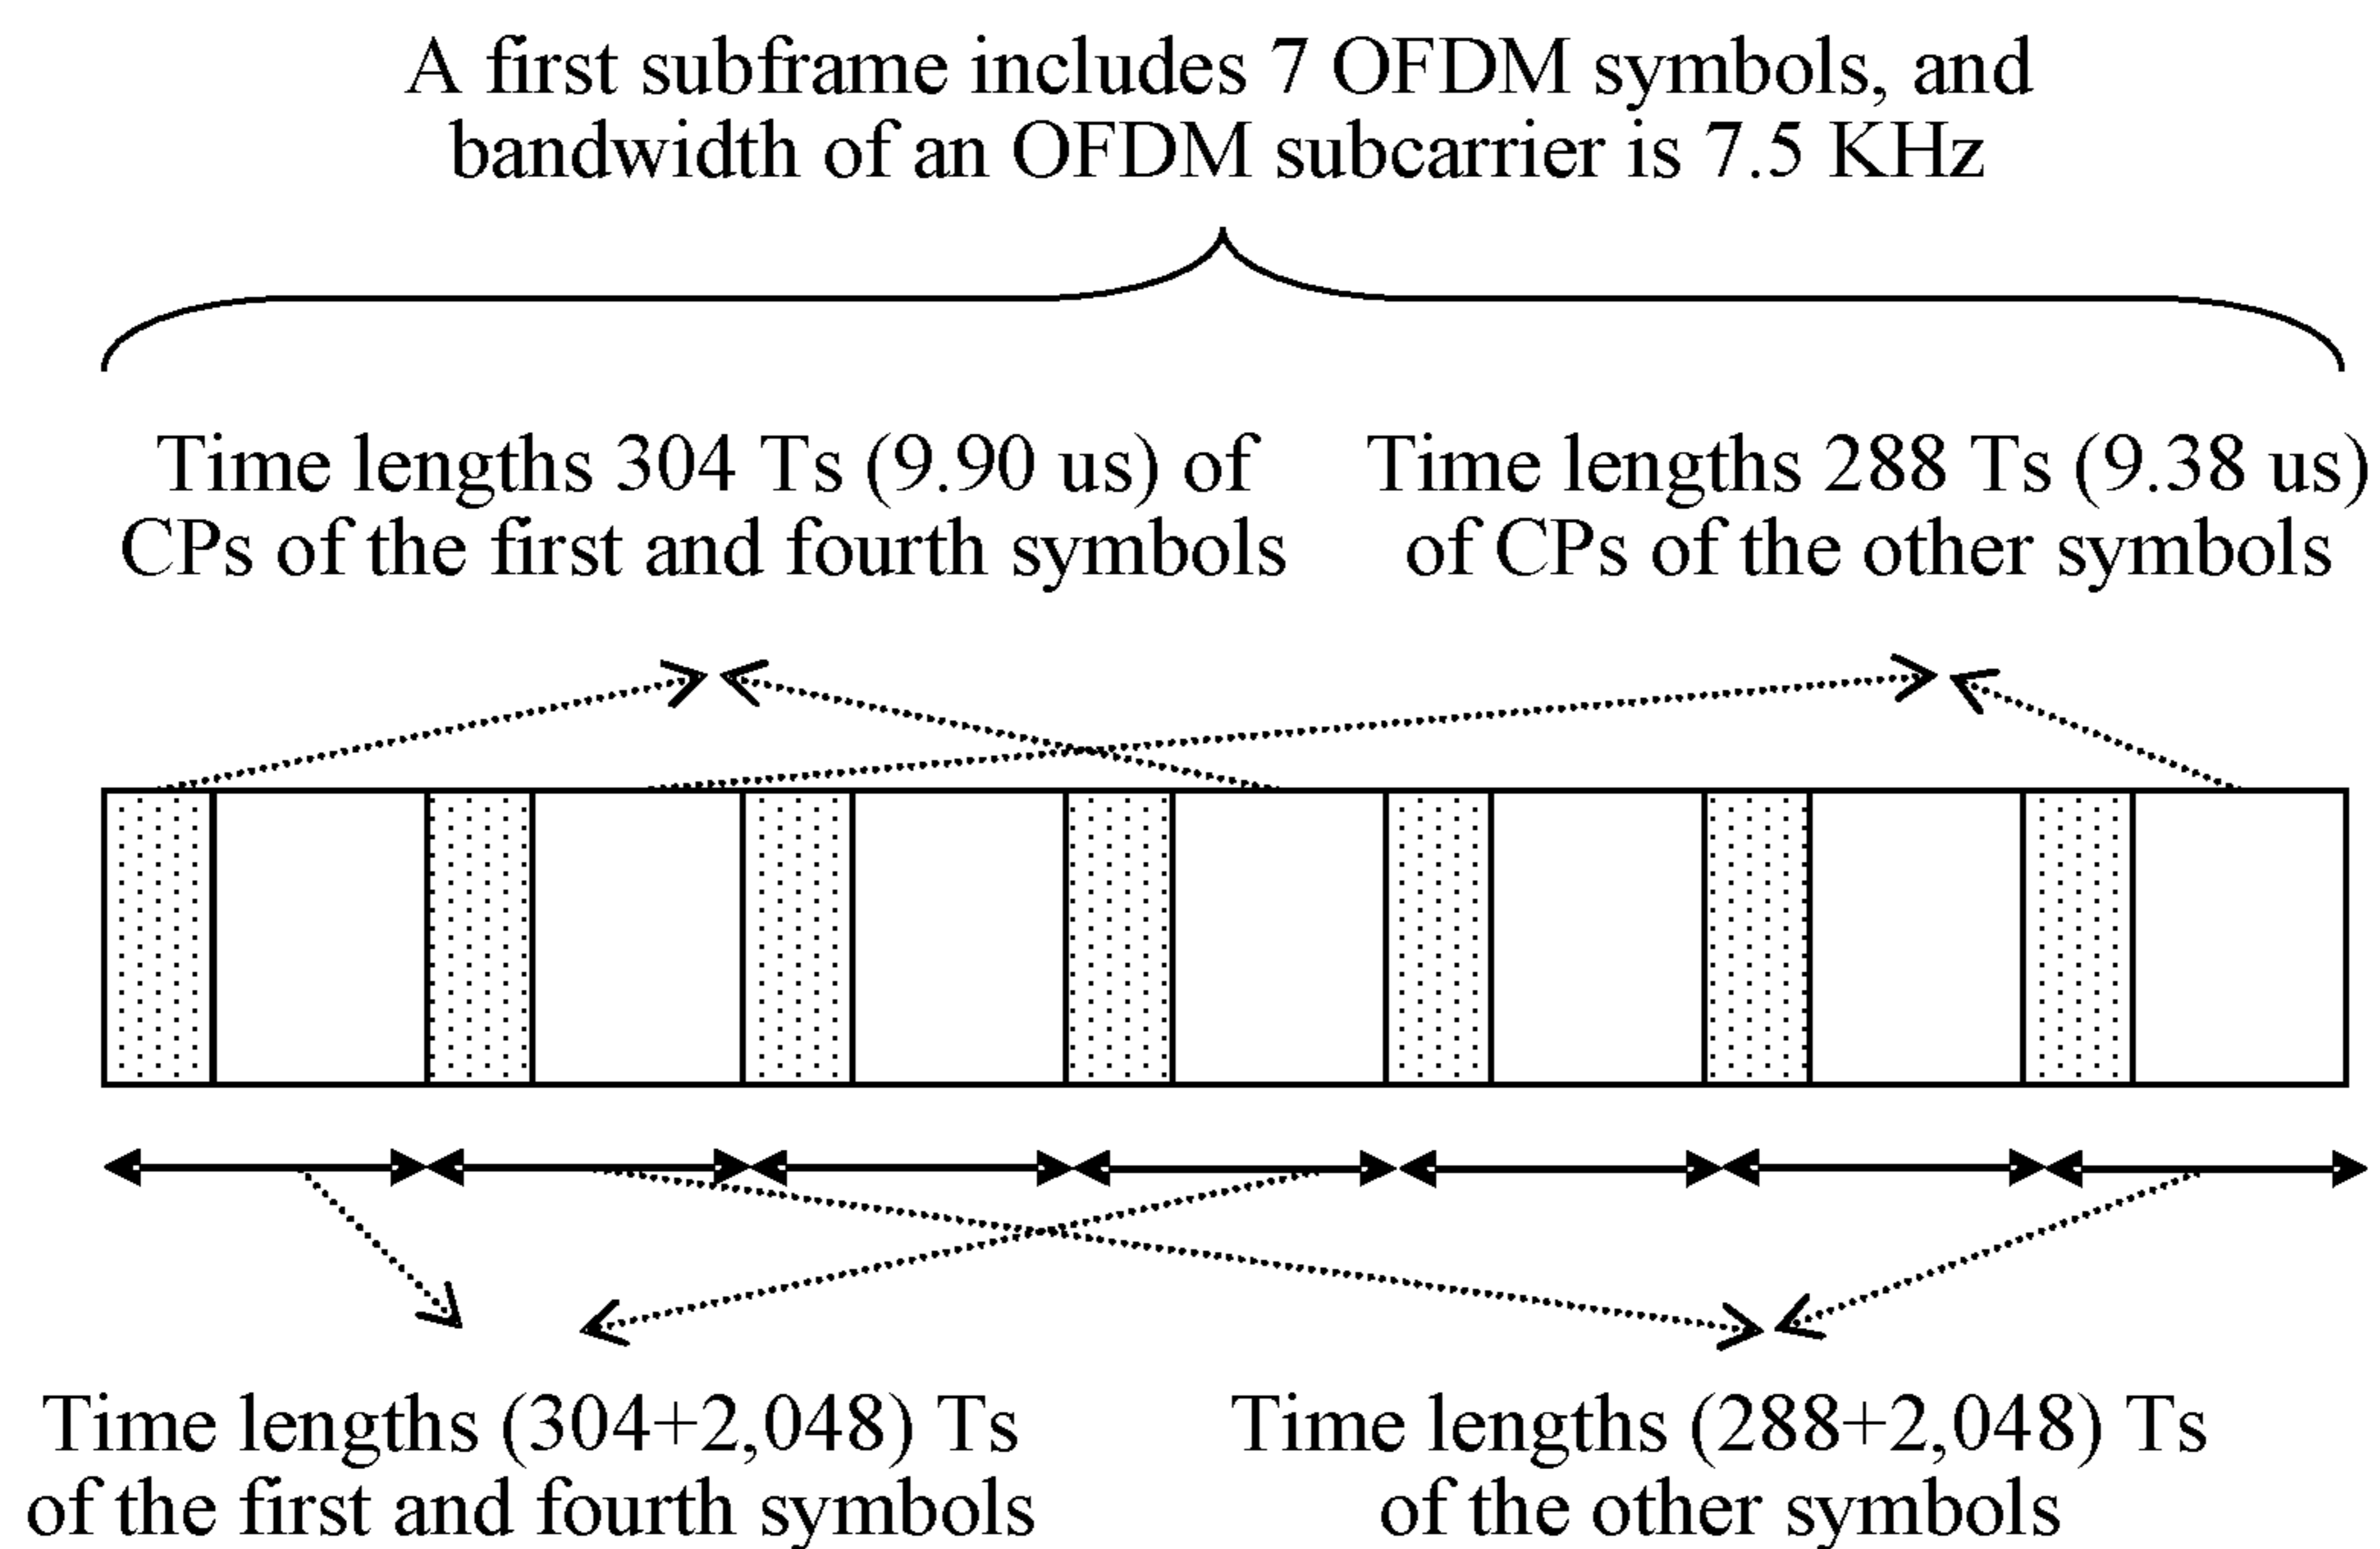 A first subframe includes 7 OFDM symbols, and
bandwidth of an OFDM subcarrier is 7.5 KHz
Time lengths 304 Ts (9.90 us) of
CPs of the first and fourth symbols
Time lengths 288 Ts (9.38 us)
of CPs of the other symbols
Time lengths (304+2,048) Ts
of the first and fourth symbols
Time lengths (288+2,048) Ts
of the other symbols